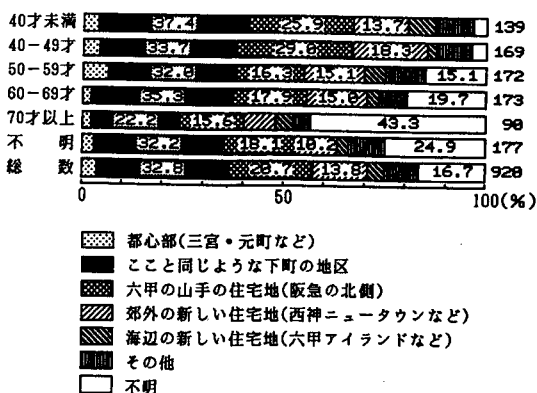 40才未満 37.4 25.9 13.7 139
40-49才 33.7 29.0 18.3 169
50-59才 32.0 16.3 15.1 15.1 172
60-69才 35.3 17.9 15.0 19.7 173
70才以上 22.2 15.6 43.3 90
不 明 32.2 18.1 10.2 24.9 177
総 数 32.8 20.7 13.8 16.7 920
0 50 100(%)
都心部(三宮・元町など)
ここと同じような下町の地区
六甲の山手の住宅地(阪急の北側)
郊外の新しい住宅地(西神ニュータウンなど)
海辺の新しい住宅地(六甲アイランドなど)
その他
不明